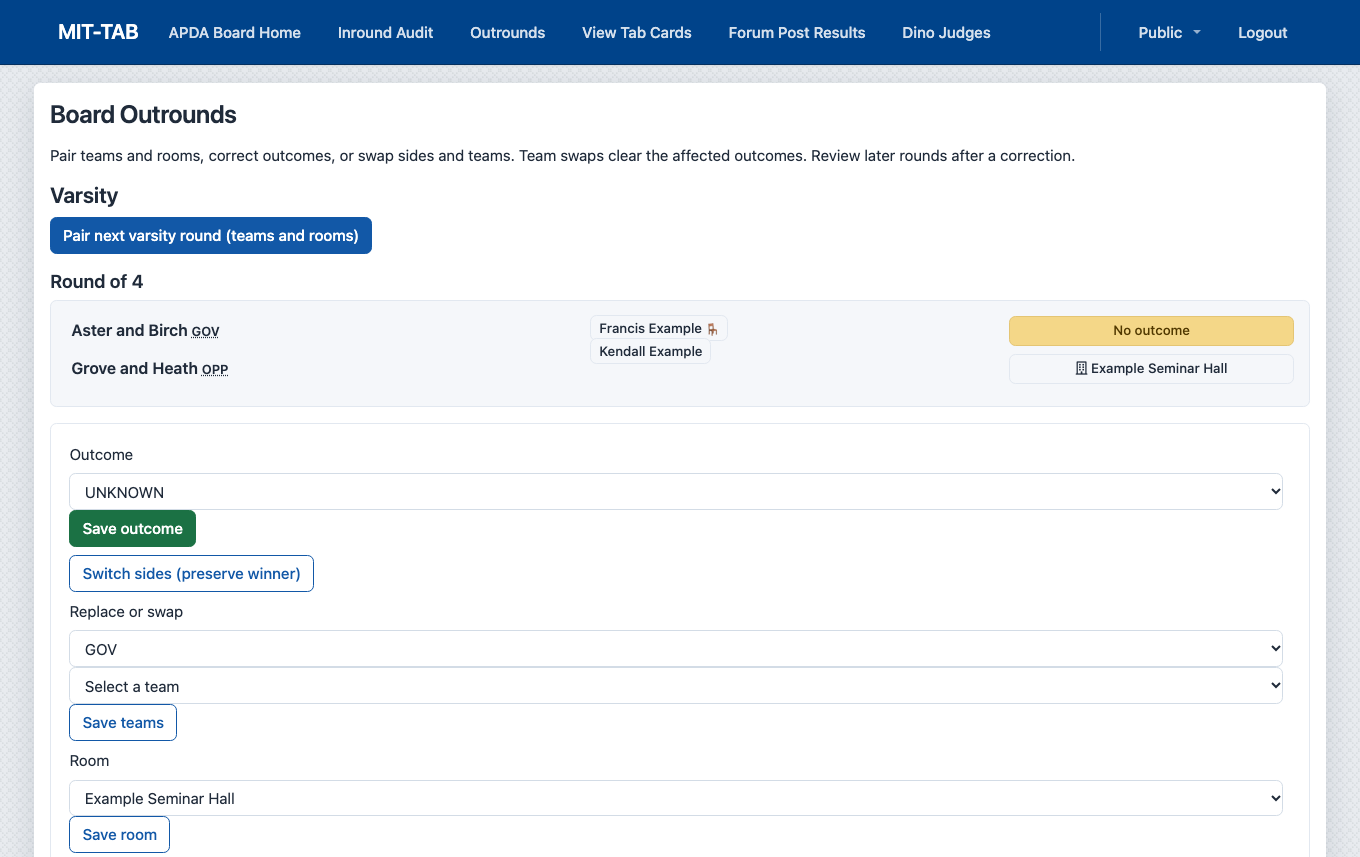 MIT-TAB APDA Board Home Inround Audit Outrounds View Tab Cards Forum Post Results Dino Judges Public Logout
Board Outrounds
Pair teams and rooms, correct outcomes, or swap sides and teams. Team swaps clear the affected outcomes. Review later rounds after a correction.
Varsity
Pair next varsity round (teams and rooms)
Round of 4
Aster and Birch GOV
Grove and Heath OPP
Francis Example
Kendall Example
No outcome
Example Seminar Hall
Outcome
UNKNOWN
Save outcome
Switch sides (preserve winner)
Replace or swap
GOV
Select a team
Save teams
Room
Example Seminar Hall
Save room